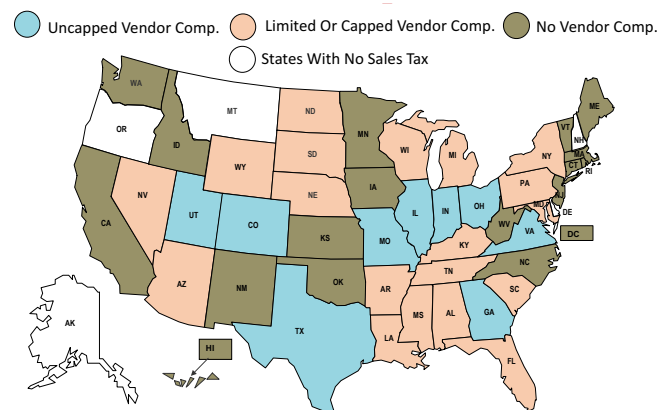 Uncapped Vendor Comp. Limited Or Capped Vendor Comp. No Vendor Comp.
States With No Sales Tax
WA
MT
ND
MN
ME
OR
ID
SD
WI
MI
VT
NH
NY
MA
CT
RI
WY
NE
IA
PA
NJ
NV
UT
CO
IL
IN
OH
MD
DE
CA
KS
MO
WV
VA
DC
KY
NC
AZ
NM
OK
AR
TN
SC
TX
MS
AL
GA
LA
FL
AK
HI